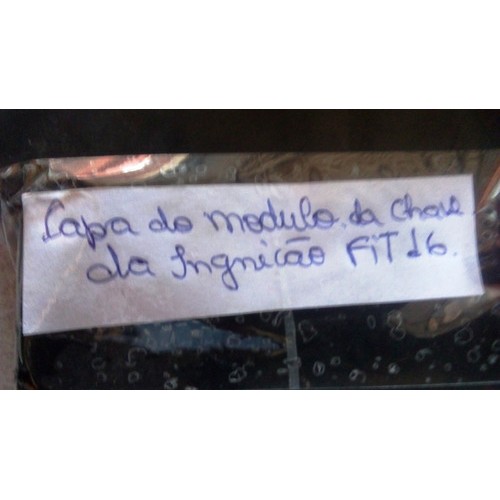 Capa do modulo da Chave
da Ingnição FiT 16.